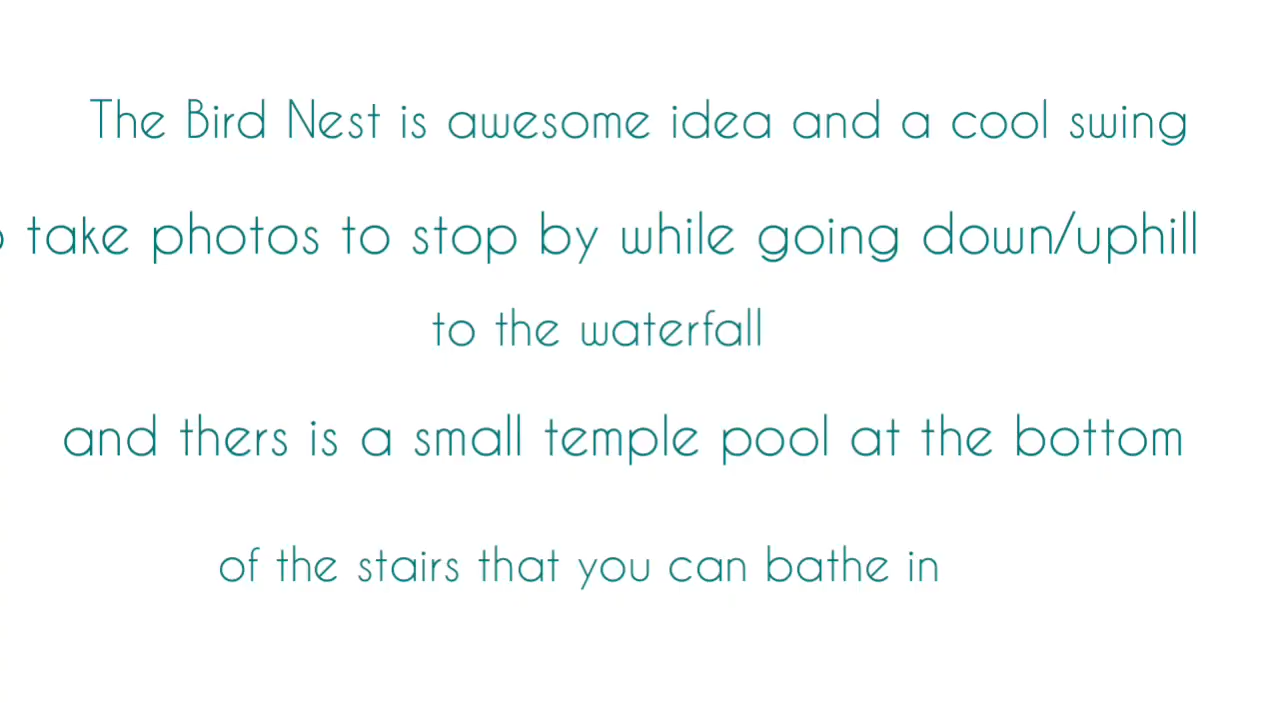 The Bird Nest is awesome idea and a cool swing
take photos to stop by while going down/uphill
to the waterfall
and thers is a small temple pool at the bottom
of the stairs that you can bathe in